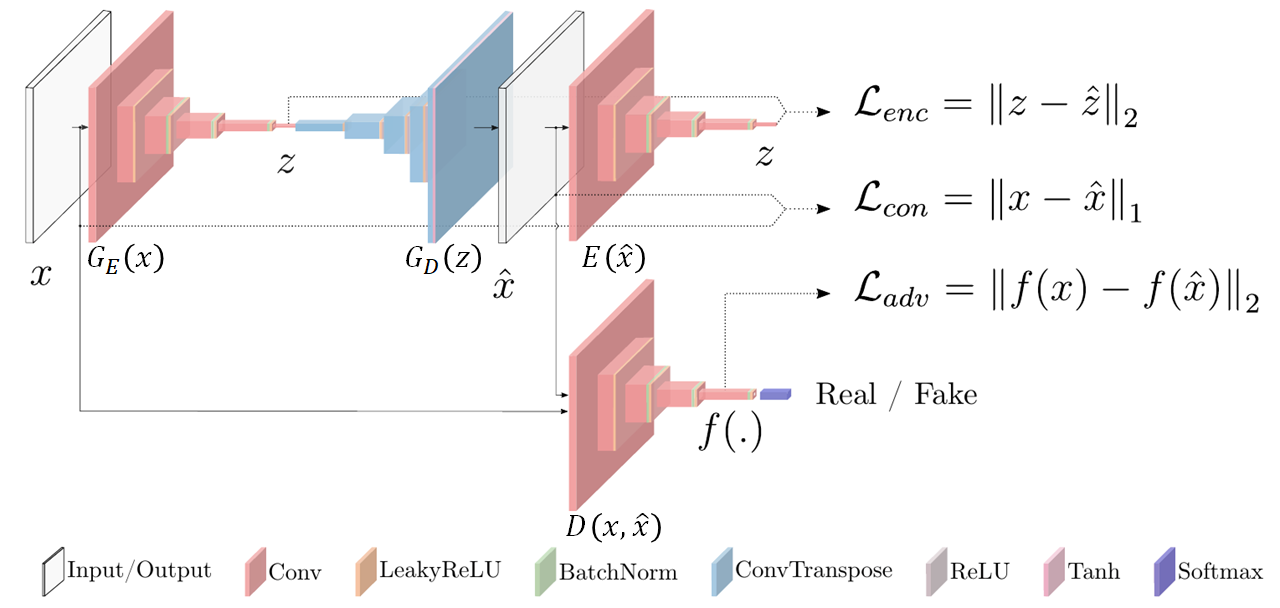 𝓛_enc = ‖z − ẑ‖₂
z
z
𝓛_con = ‖x − x̂‖₁
G_E(x)
G_D(z)
E(x̂)
x
x̂
𝓛_adv = ‖f(x) − f(x̂)‖₂
Real / Fake
f(.)
D(x, x̂)
Input/Output
Conv
LeakyReLU
BatchNorm
ConvTranspose
ReLU
Tanh
Softmax